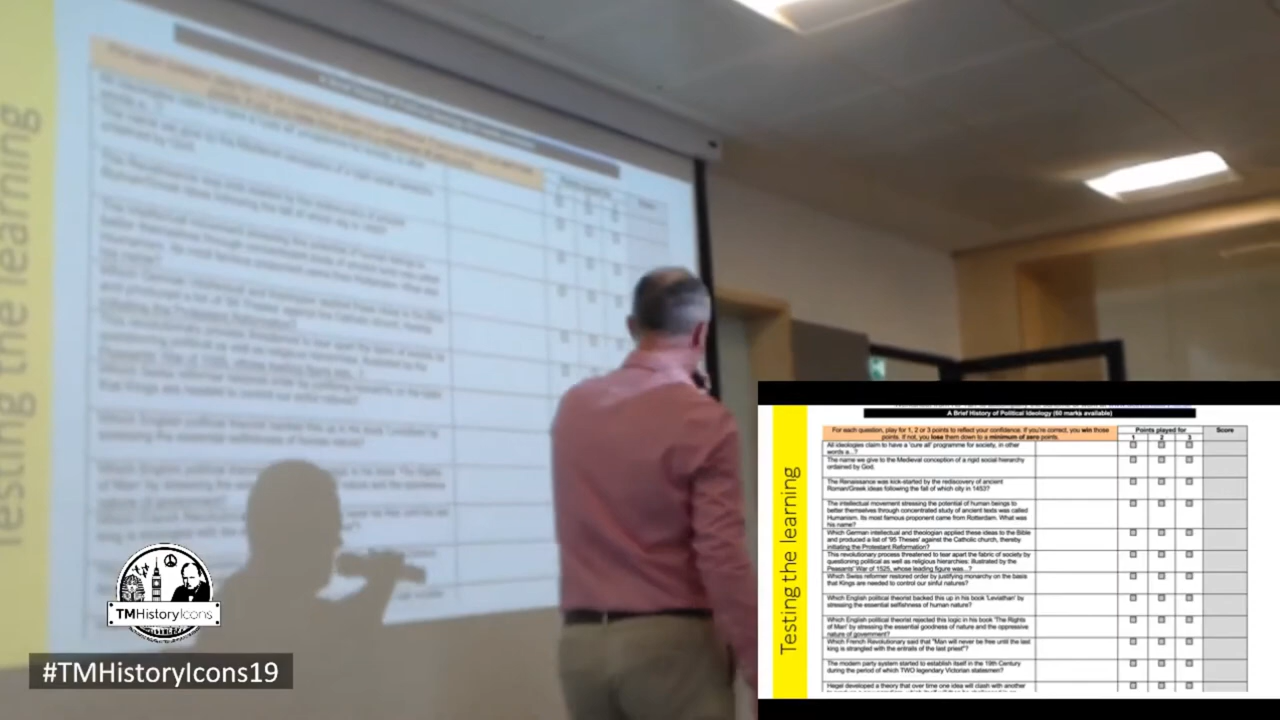 Testing the learning
TMHistoryIcons
#TMHistoryIcons19
Testing the learning
A Brief History of Political Ideology (60 marks available)
For each question, play for 1, 2 or 3 points to reflect your confidence. If you're correct, you win those
points. If not, you lose them down to a minimum of zero points.
Points played for
1 2 3
Score
All ideologies claim to have a 'cure all' programme for society, in other
words a...?
The name we give to the Medieval conception of a rigid social hierarchy
ordained by God.
The Renaissance was kick-started by the rediscovery of ancient
Roman/Greek ideas following the fall of which city in 1453?
The intellectual movement stressing the potential of human beings to
better themselves through concentrated study of ancient texts was called
Humanism. Its most famous proponent came from Rotterdam. What was
his name?
Which German intellectual and theologian applied these ideas to the Bible
and produced a list of '95 Theses' against the Catholic church, thereby
initiating the Protestant Reformation?
This revolutionary process threatened to tear apart the fabric of society by
questioning political as well as religious hierarchies: illustrated by the
Peasants' War of 1525, whose leading figure was...?
Which Swiss reformer restored order by justifying monarchy on the basis
that Kings are needed to control our sinful natures?
Which English political theorist backed this up in his book 'Leviathan' by
stressing the essential selfishness of human nature?
Which English political theorist rejected this logic in his book 'The Rights
of Man' by stressing the essential goodness of nature and the oppressive
nature of government?
Which French Revolutionary said that "Man will never be free until the last
king is strangled with the entrails of the last priest"?
The modern party system started to establish itself in the 19th Century
during the period of which TWO legendary Victorian statesmen?
Hegel developed a theory that over time one idea will clash with another